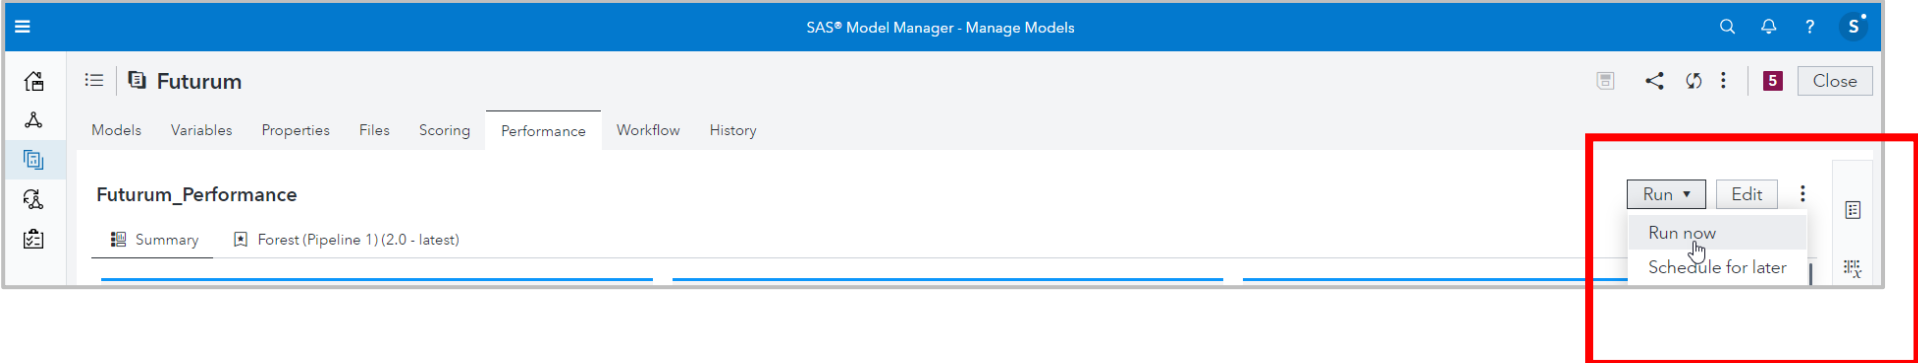 SAS® Model Manager - Manage Models
S
Futurum
5
Close
Models Variables Properties Files Scoring Performance Workflow History
Futurum_Performance
Run Edit
Run now
Summary Forest (Pipeline 1) (2.0 - latest)
Schedule for later